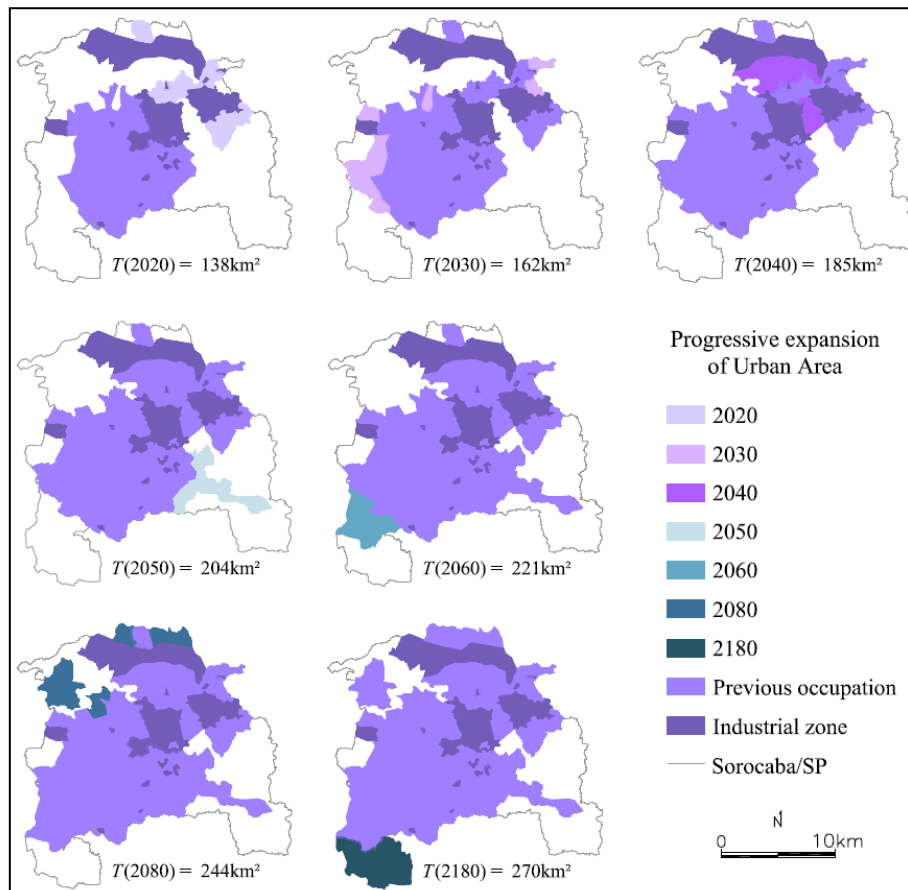 T(2020) = 138km²
T(2030) = 162km²
T(2040) = 185km²
T(2050) = 204km²
T(2060) = 221km²
T(2080) = 244km²
T(2180) = 270km²
Progressive expansion
of Urban Area
2020
2030
2040
2050
2060
2080
2180
Previous occupation
Industrial zone
Sorocaba/SP
N
0 10km